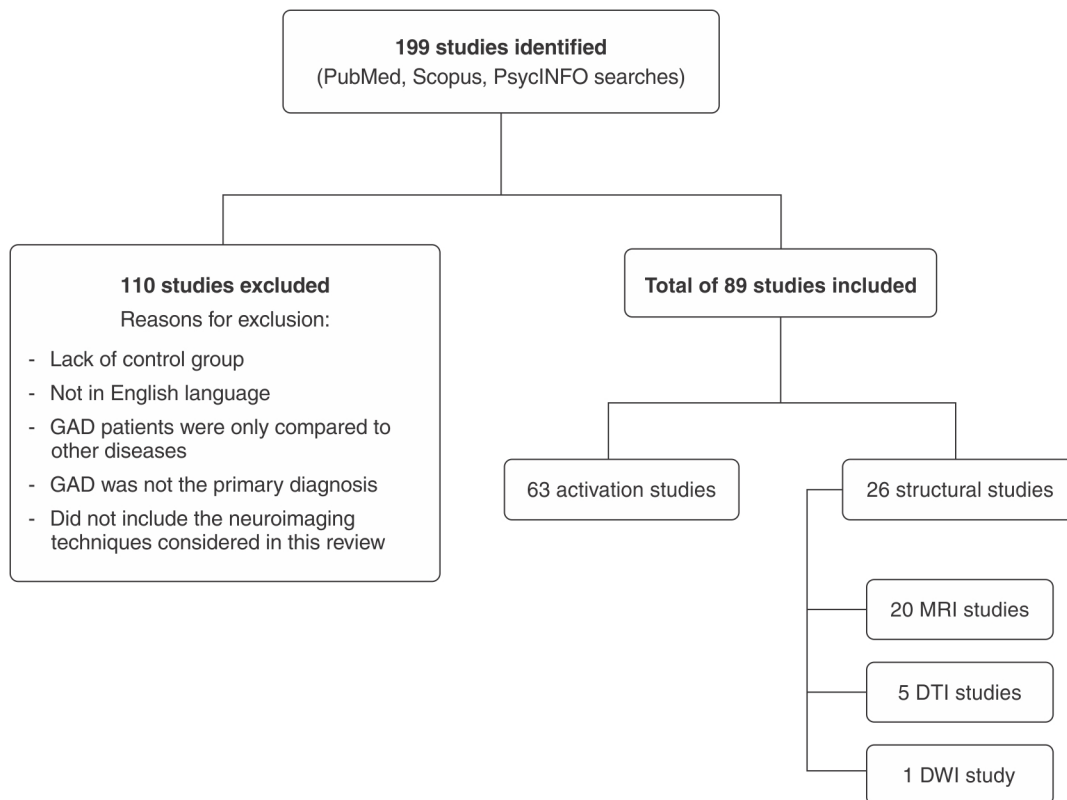 199 studies identified
(PubMed, Scopus, PsycINFO searches)
110 studies excluded
Reasons for exclusion:
- Lack of control group
- Not in English language
- GAD patients were only compared to
other diseases
- GAD was not the primary diagnosis
- Did not include the neuroimaging
techniques considered in this review
Total of 89 studies included
63 activation studies
26 structural studies
20 MRI studies
5 DTI studies
1 DWI study